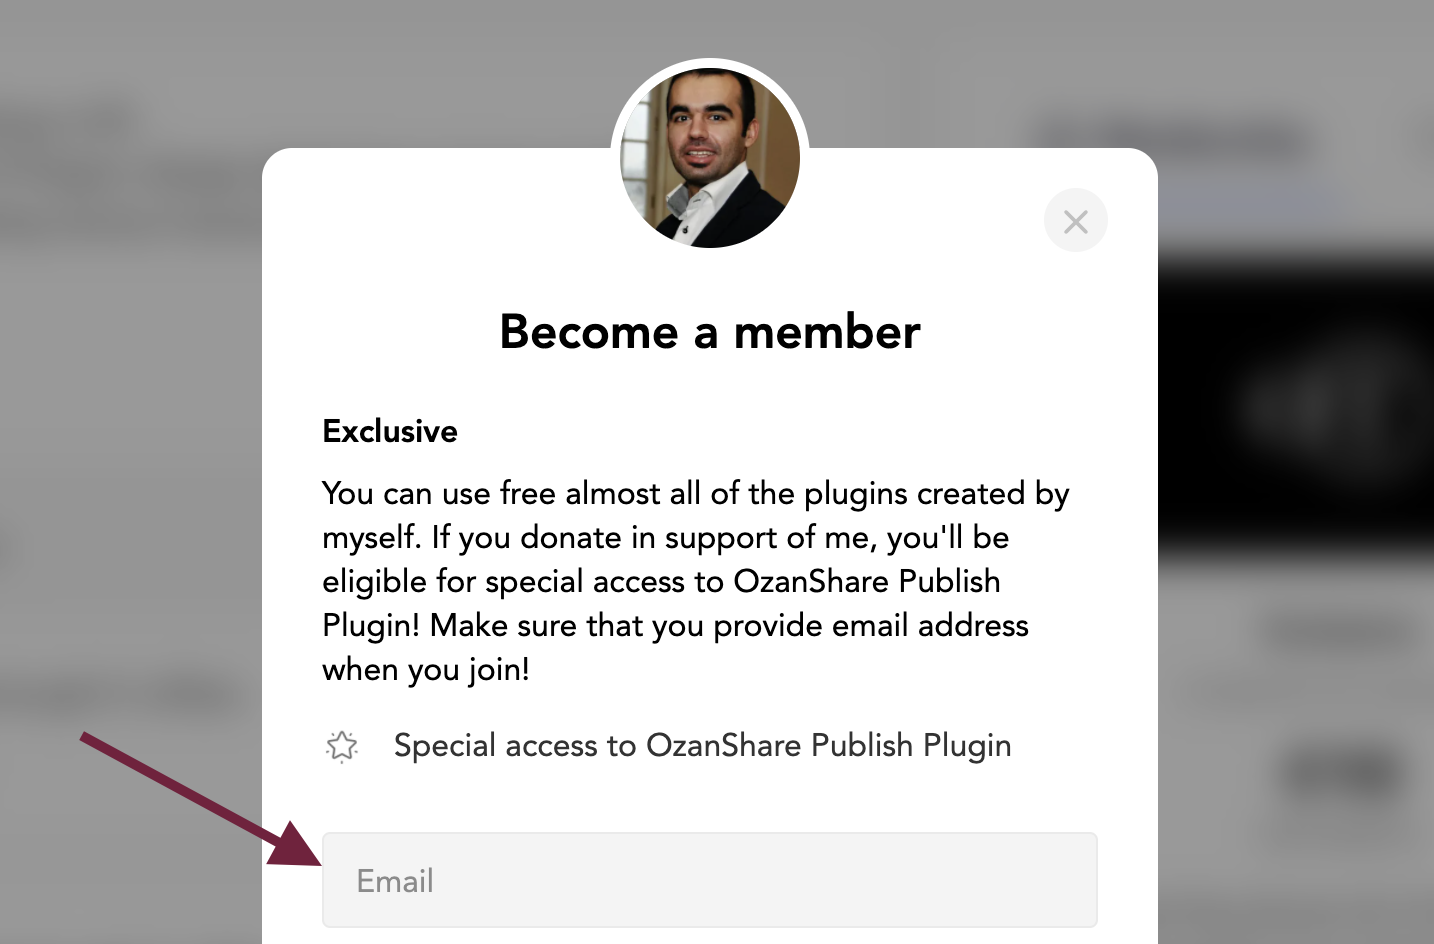 Become a member
Exclusive
You can use free almost all of the plugins created by
myself. If you donate in support of me, you'll be
eligible for special access to OzanShare Publish
Plugin! Make sure that you provide email address
when you join!
Special access to OzanShare Publish Plugin
Email